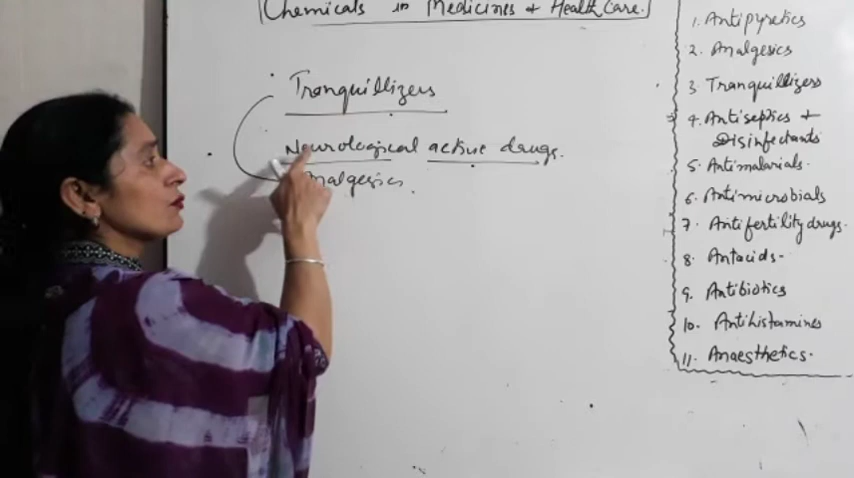 Chemicals in Medicines & Health Care.
Tranquillizers
Neurological active drugs.
Analgesics.
1. Antipyretics
2. Analgesics
3 Tranquillizers
4. Antiseptics &
Disinfectants
5. Antimalarials.
6. Antimicrobials
7. Antifertility drugs.
8. Antacids.
9. Antibiotics
10. Antihistamines
11. Anaesthetics.